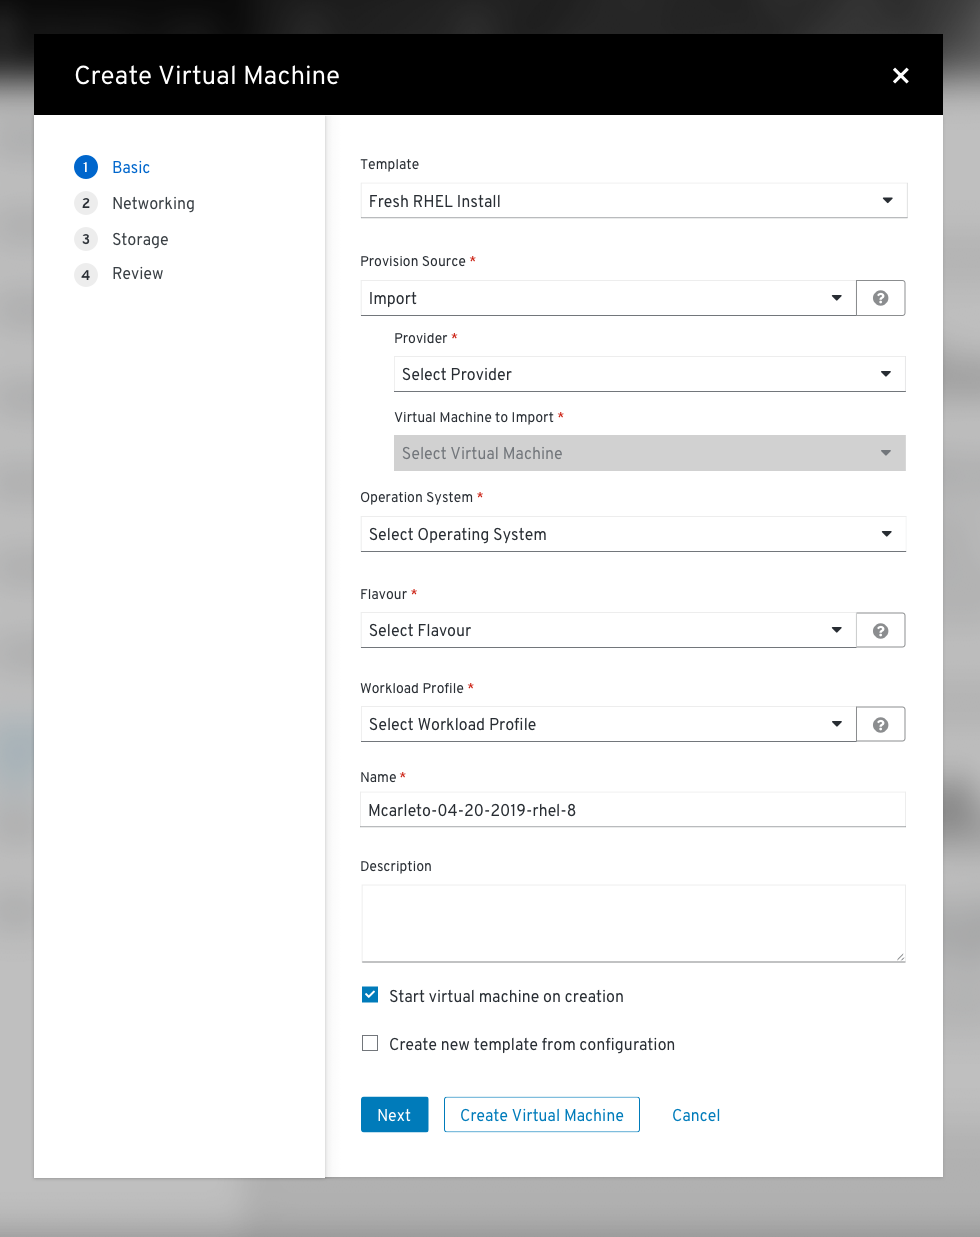 Create Virtual Machine
1 Basic
2 Networking
3 Storage
4 Review
Template
Fresh RHEL Install
Provision Source *
Import
?
Provider *
Select Provider
Virtual Machine to Import *
Select Virtual Machine
Operation System *
Select Operating System
Flavour *
Select Flavour
?
Workload Profile *
Select Workload Profile
?
Name *
Mcarleto-04-20-2019-rhel-8
Description
Start virtual machine on creation
Create new template from configuration
Next Create Virtual Machine Cancel